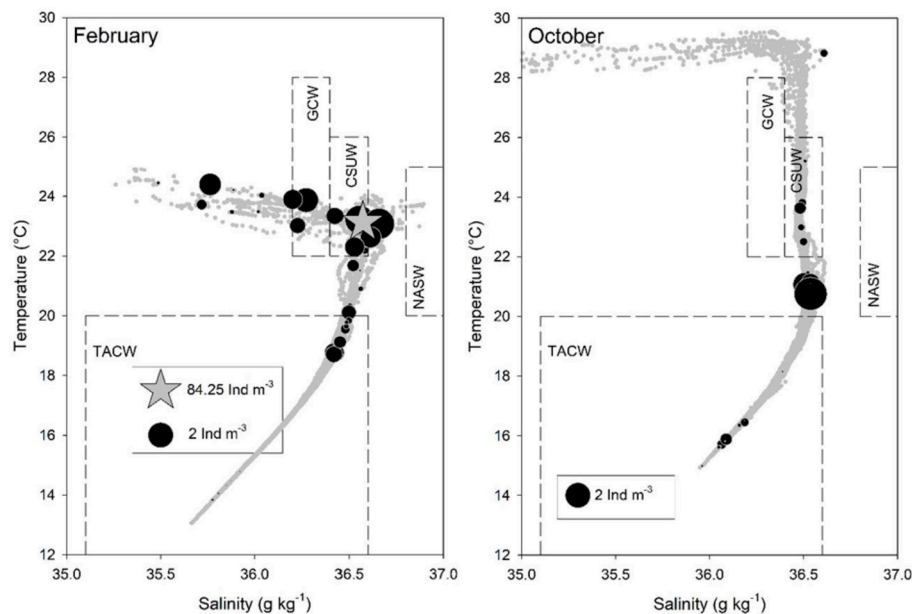 February
Temperature (°C)
30
28
26
24
22
20
18
16
14
12
GCW
CSUW
NASW
TACW
84.25 Ind m⁻³
2 Ind m⁻³
35.0 35.5 36.0 36.5 37.0
Salinity (g kg⁻¹)
October
Temperature (°C)
30
28
26
24
22
20
18
16
14
12
GCW
CSUW
NASW
TACW
2 Ind m⁻³
35.0 35.5 36.0 36.5 37.0
Salinity (g kg⁻¹)